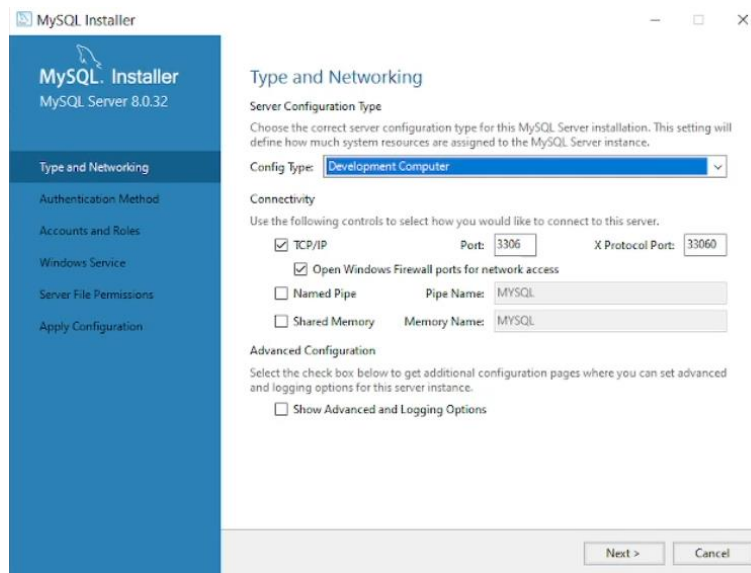 MySQL Installer
MySQL. Installer
MySQL Server 8.0.32
Type and Networking
Authentication Method
Accounts and Roles
Windows Service
Server File Permissions
Apply Configuration
Type and Networking
Server Configuration Type
Choose the correct server configuration type for this MySQL Server installation. This setting will
define how much system resources are assigned to the MySQL Server instance.
Config Type: Development Computer
Connectivity
Use the following controls to select how you would like to connect to this server.
TCP/IP Port: 3306 X Protocol Port: 33060
Open Windows Firewall ports for network access
Named Pipe Pipe Name: MYSQL
Shared Memory Memory Name: MYSQL
Advanced Configuration
Select the check box below to get additional configuration pages where you can set advanced
and logging options for this server instance.
Show Advanced and Logging Options
Next > Cancel